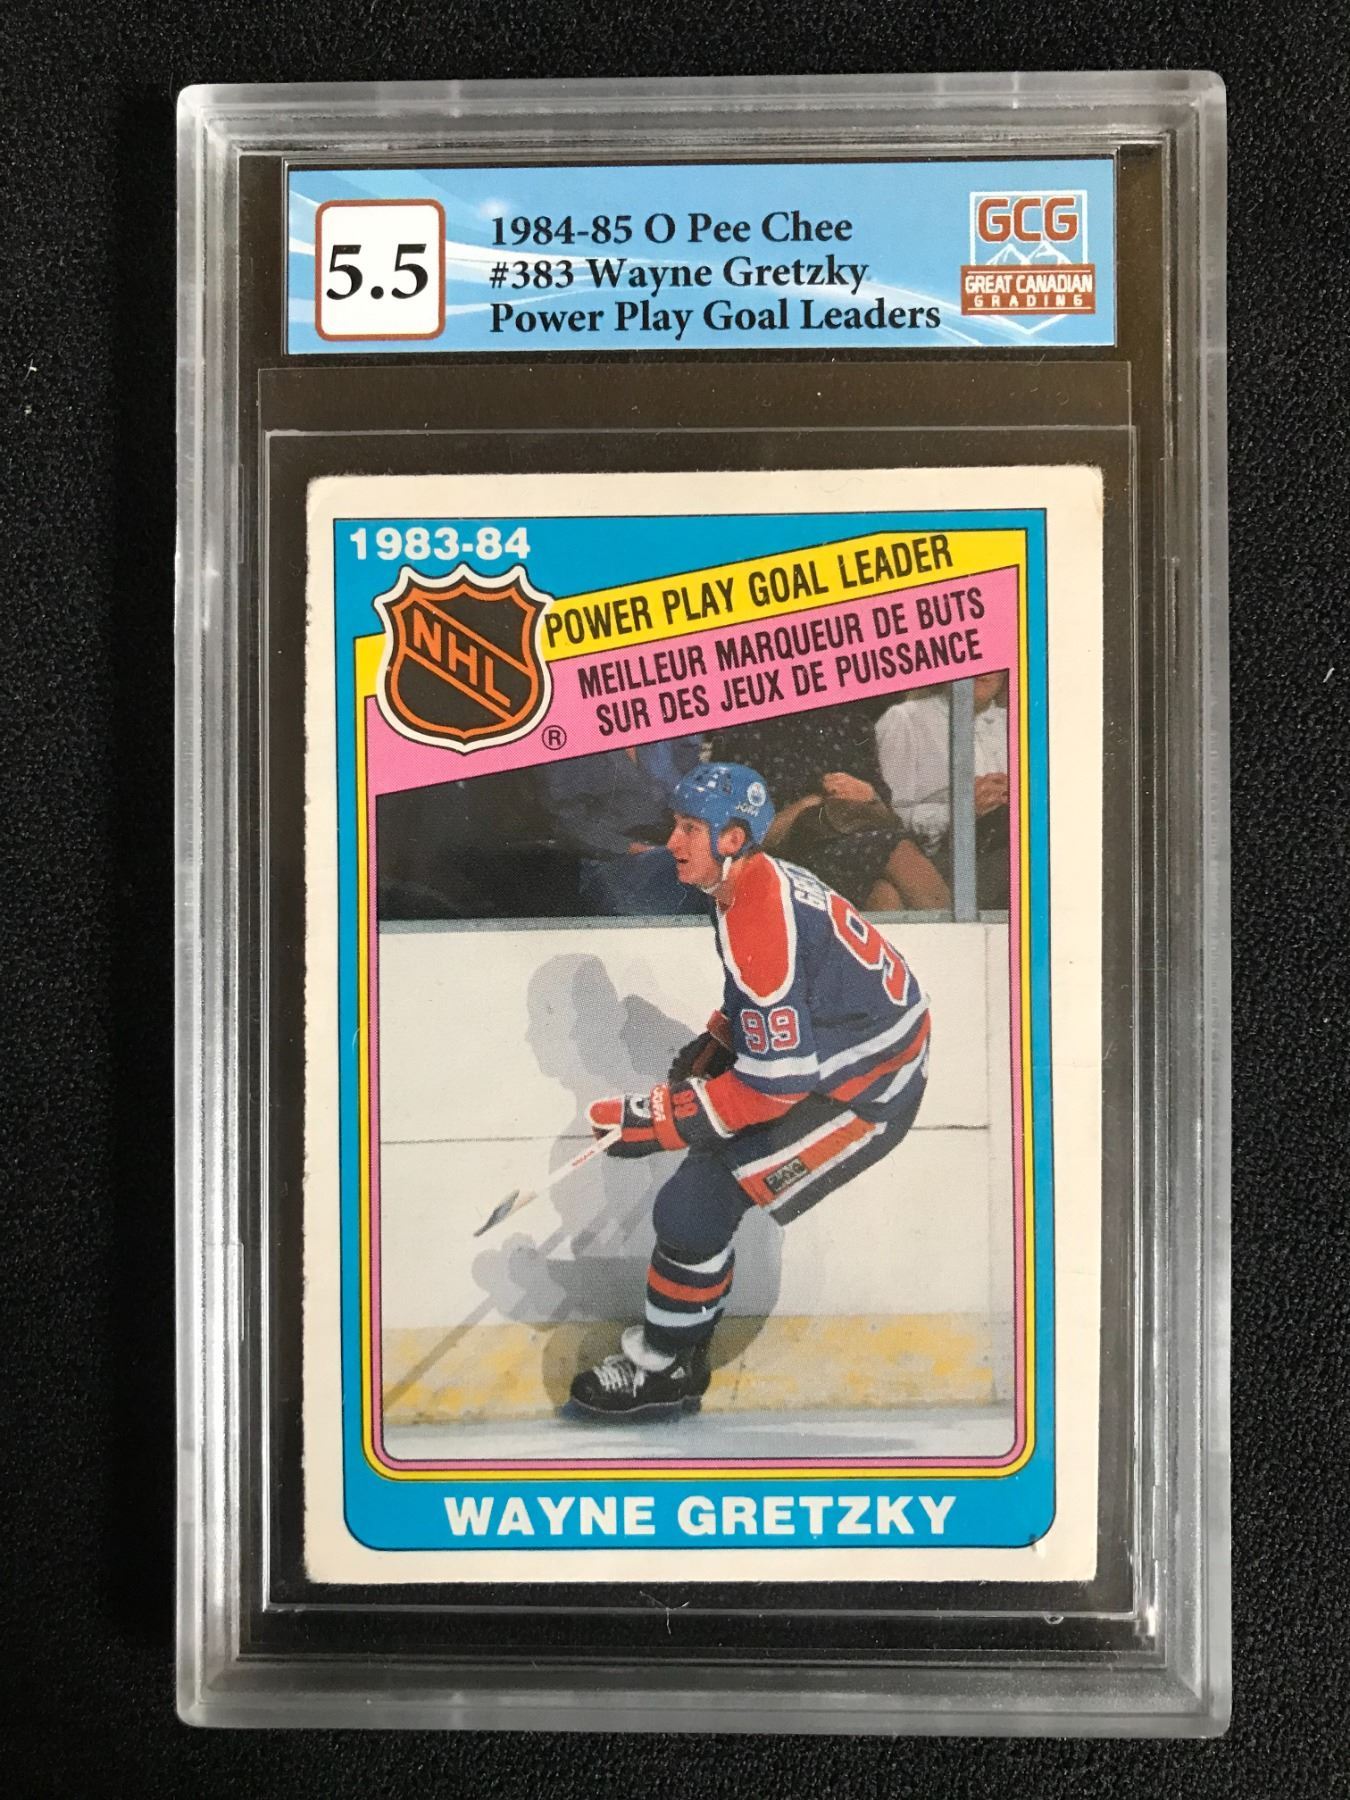 5.5
1984-85 O Pee Chee
#383 Wayne Gretzky
Power Play Goal Leaders
GCG
GREAT CANADIAN
GRADING
1983-84
NHL
®
POWER PLAY GOAL LEADER
MEILLEUR MARQUEUR DE BUTS
SUR DES JEUX DE PUISSANCE
99
99
WAYNE GRETZKY